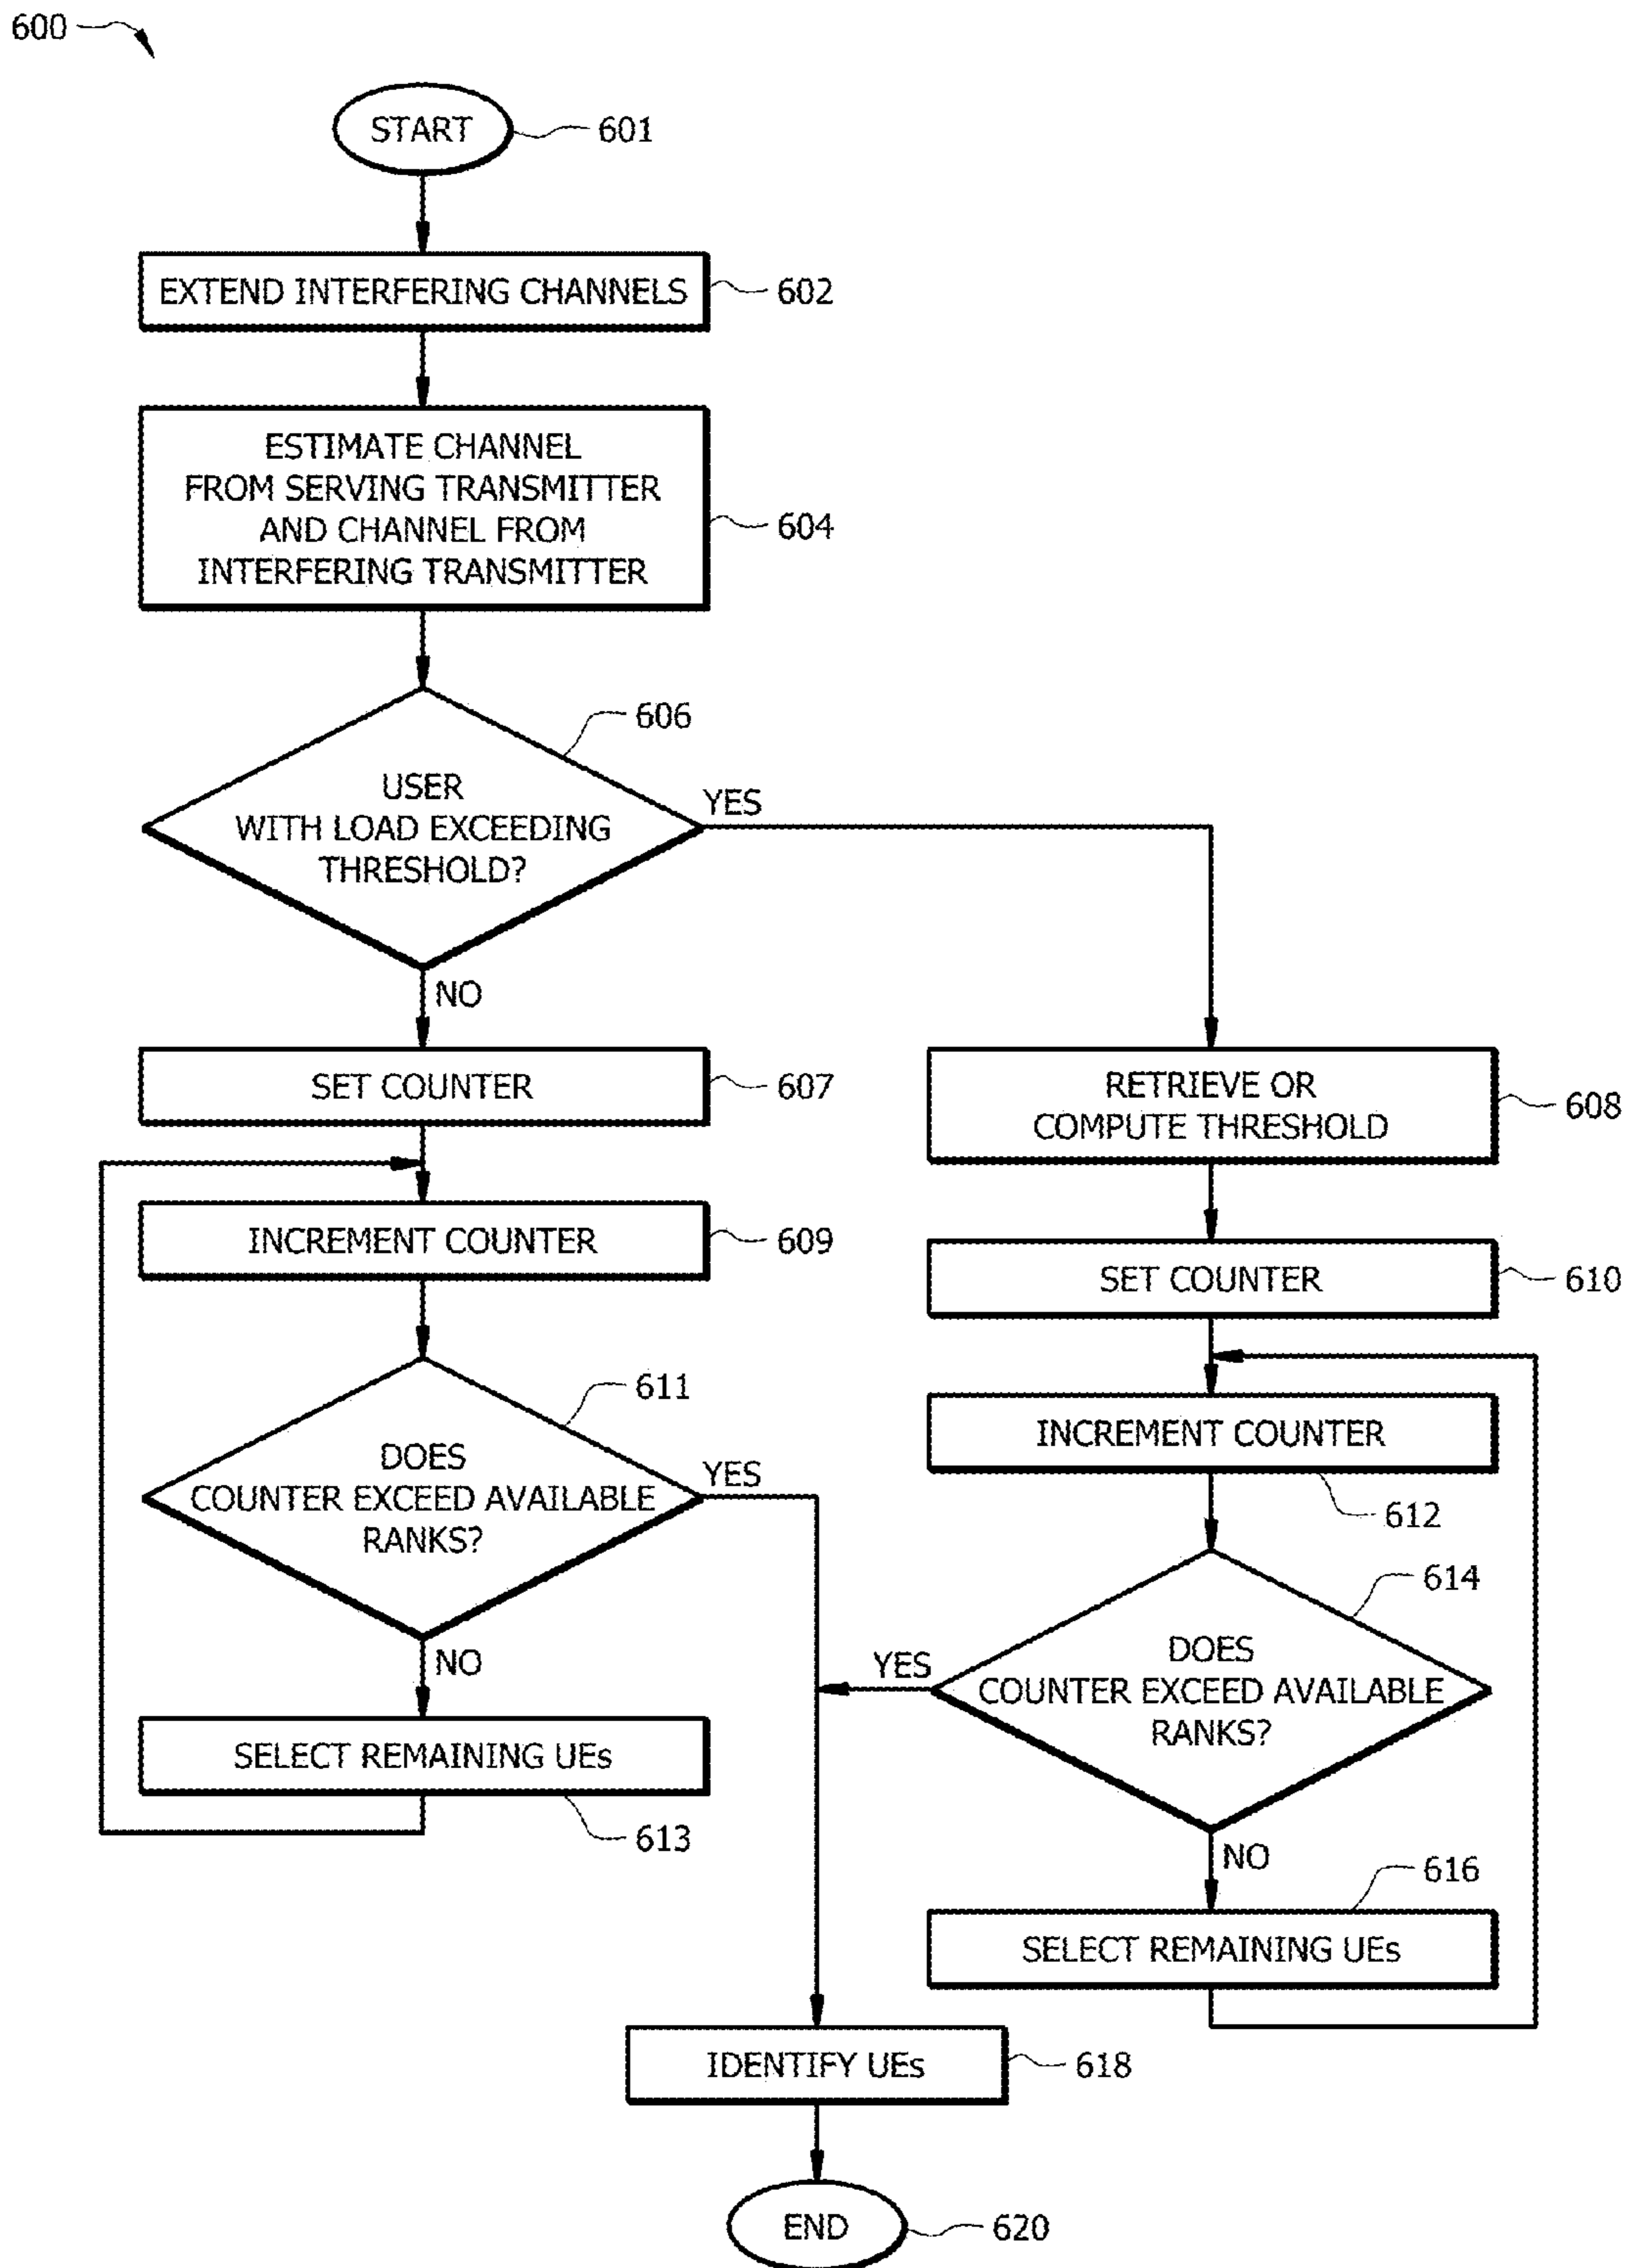 600
START
601
EXTEND INTERFERING CHANNELS
602
ESTIMATE CHANNEL
FROM SERVING TRANSMITTER
AND CHANNEL FROM
INTERFERING TRANSMITTER
604
606
USER
WITH LOAD EXCEEDING
THRESHOLD?
YES
NO
SET COUNTER
607
RETRIEVE OR
COMPUTE THRESHOLD
608
INCREMENT COUNTER
609
SET COUNTER
610
611
DOES
COUNTER EXCEED AVAILABLE
RANKS?
YES
NO
INCREMENT COUNTER
612
614
DOES
COUNTER EXCEED AVAILABLE
RANKS?
YES
NO
SELECT REMAINING UEs
613
616
SELECT REMAINING UEs
IDENTIFY UEs
618
END
620